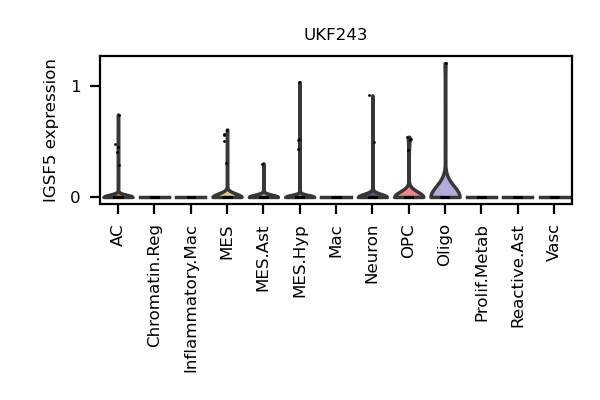 UKF243
IGSF5 expression
1
0
AC
Chromatin.Reg
Inflammatory.Mac
MES
MES.Ast
MES.Hyp
Mac
Neuron
OPC
Oligo
Prolif.Metab
Reactive.Ast
Vasc